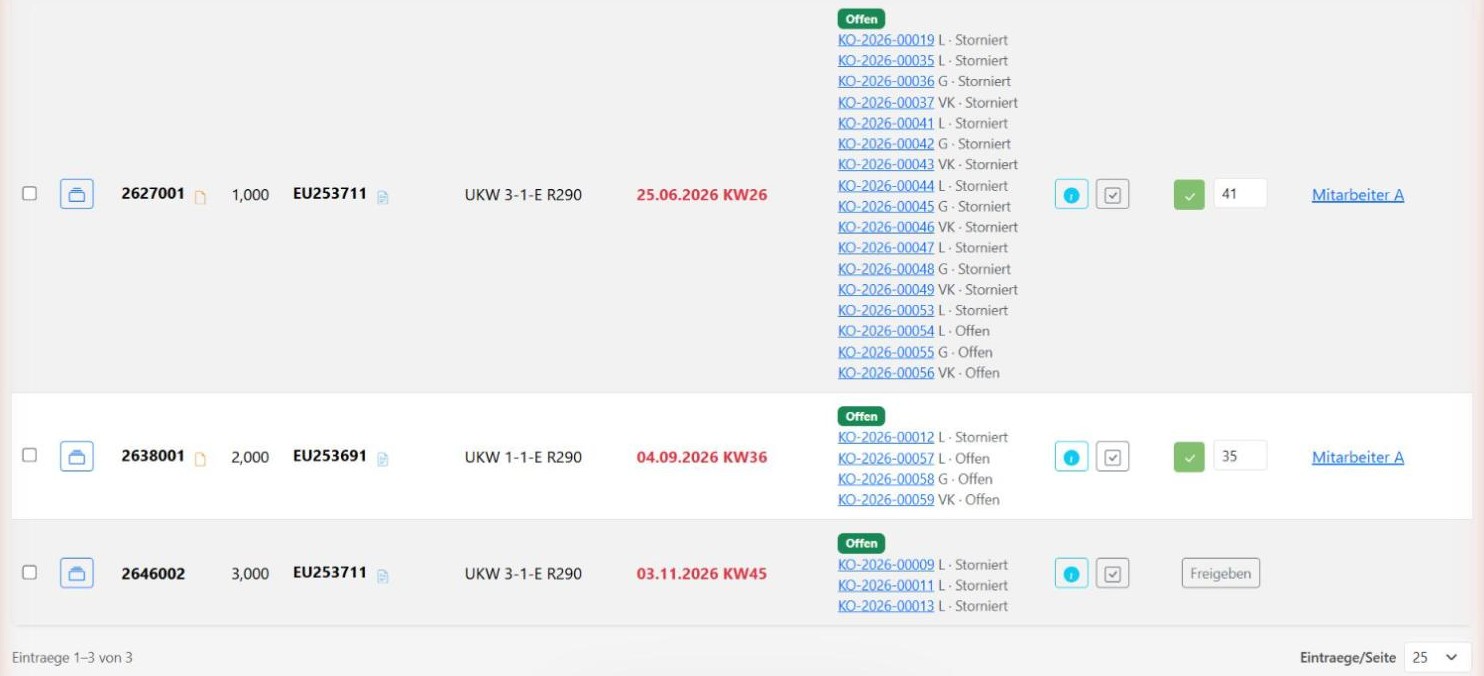 Offen
KO-2026-00019 L · Storniert
KO-2026-00035 L · Storniert
KO-2026-00036 G · Storniert
KO-2026-00037 VK · Storniert
KO-2026-00041 L · Storniert
KO-2026-00042 G · Storniert
KO-2026-00043 VK · Storniert
KO-2026-00044 L · Storniert
2627001 1,000 EU253711 UKW 3-1-E R290 25.06.2026 KW26 41 Mitarbeiter A
KO-2026-00045 G · Storniert
KO-2026-00046 VK · Storniert
KO-2026-00047 L · Storniert
KO-2026-00048 G · Storniert
KO-2026-00049 VK · Storniert
KO-2026-00053 L · Storniert
KO-2026-00054 L · Offen
KO-2026-00055 G · Offen
KO-2026-00056 VK · Offen
Offen
KO-2026-00012 L · Storniert
2638001 2,000 EU253691 UKW 1-1-E R290 04.09.2026 KW36 KO-2026-00057 L · Offen 35 Mitarbeiter A
KO-2026-00058 G · Offen
KO-2026-00059 VK · Offen
Offen
KO-2026-00009 L · Storniert
2646002 3,000 EU253711 UKW 3-1-E R290 03.11.2026 KW45 Freigeben
KO-2026-00011 L · Storniert
KO-2026-00013 L · Storniert
Eintraege 1–3 von 3 Eintraege/Seite 25